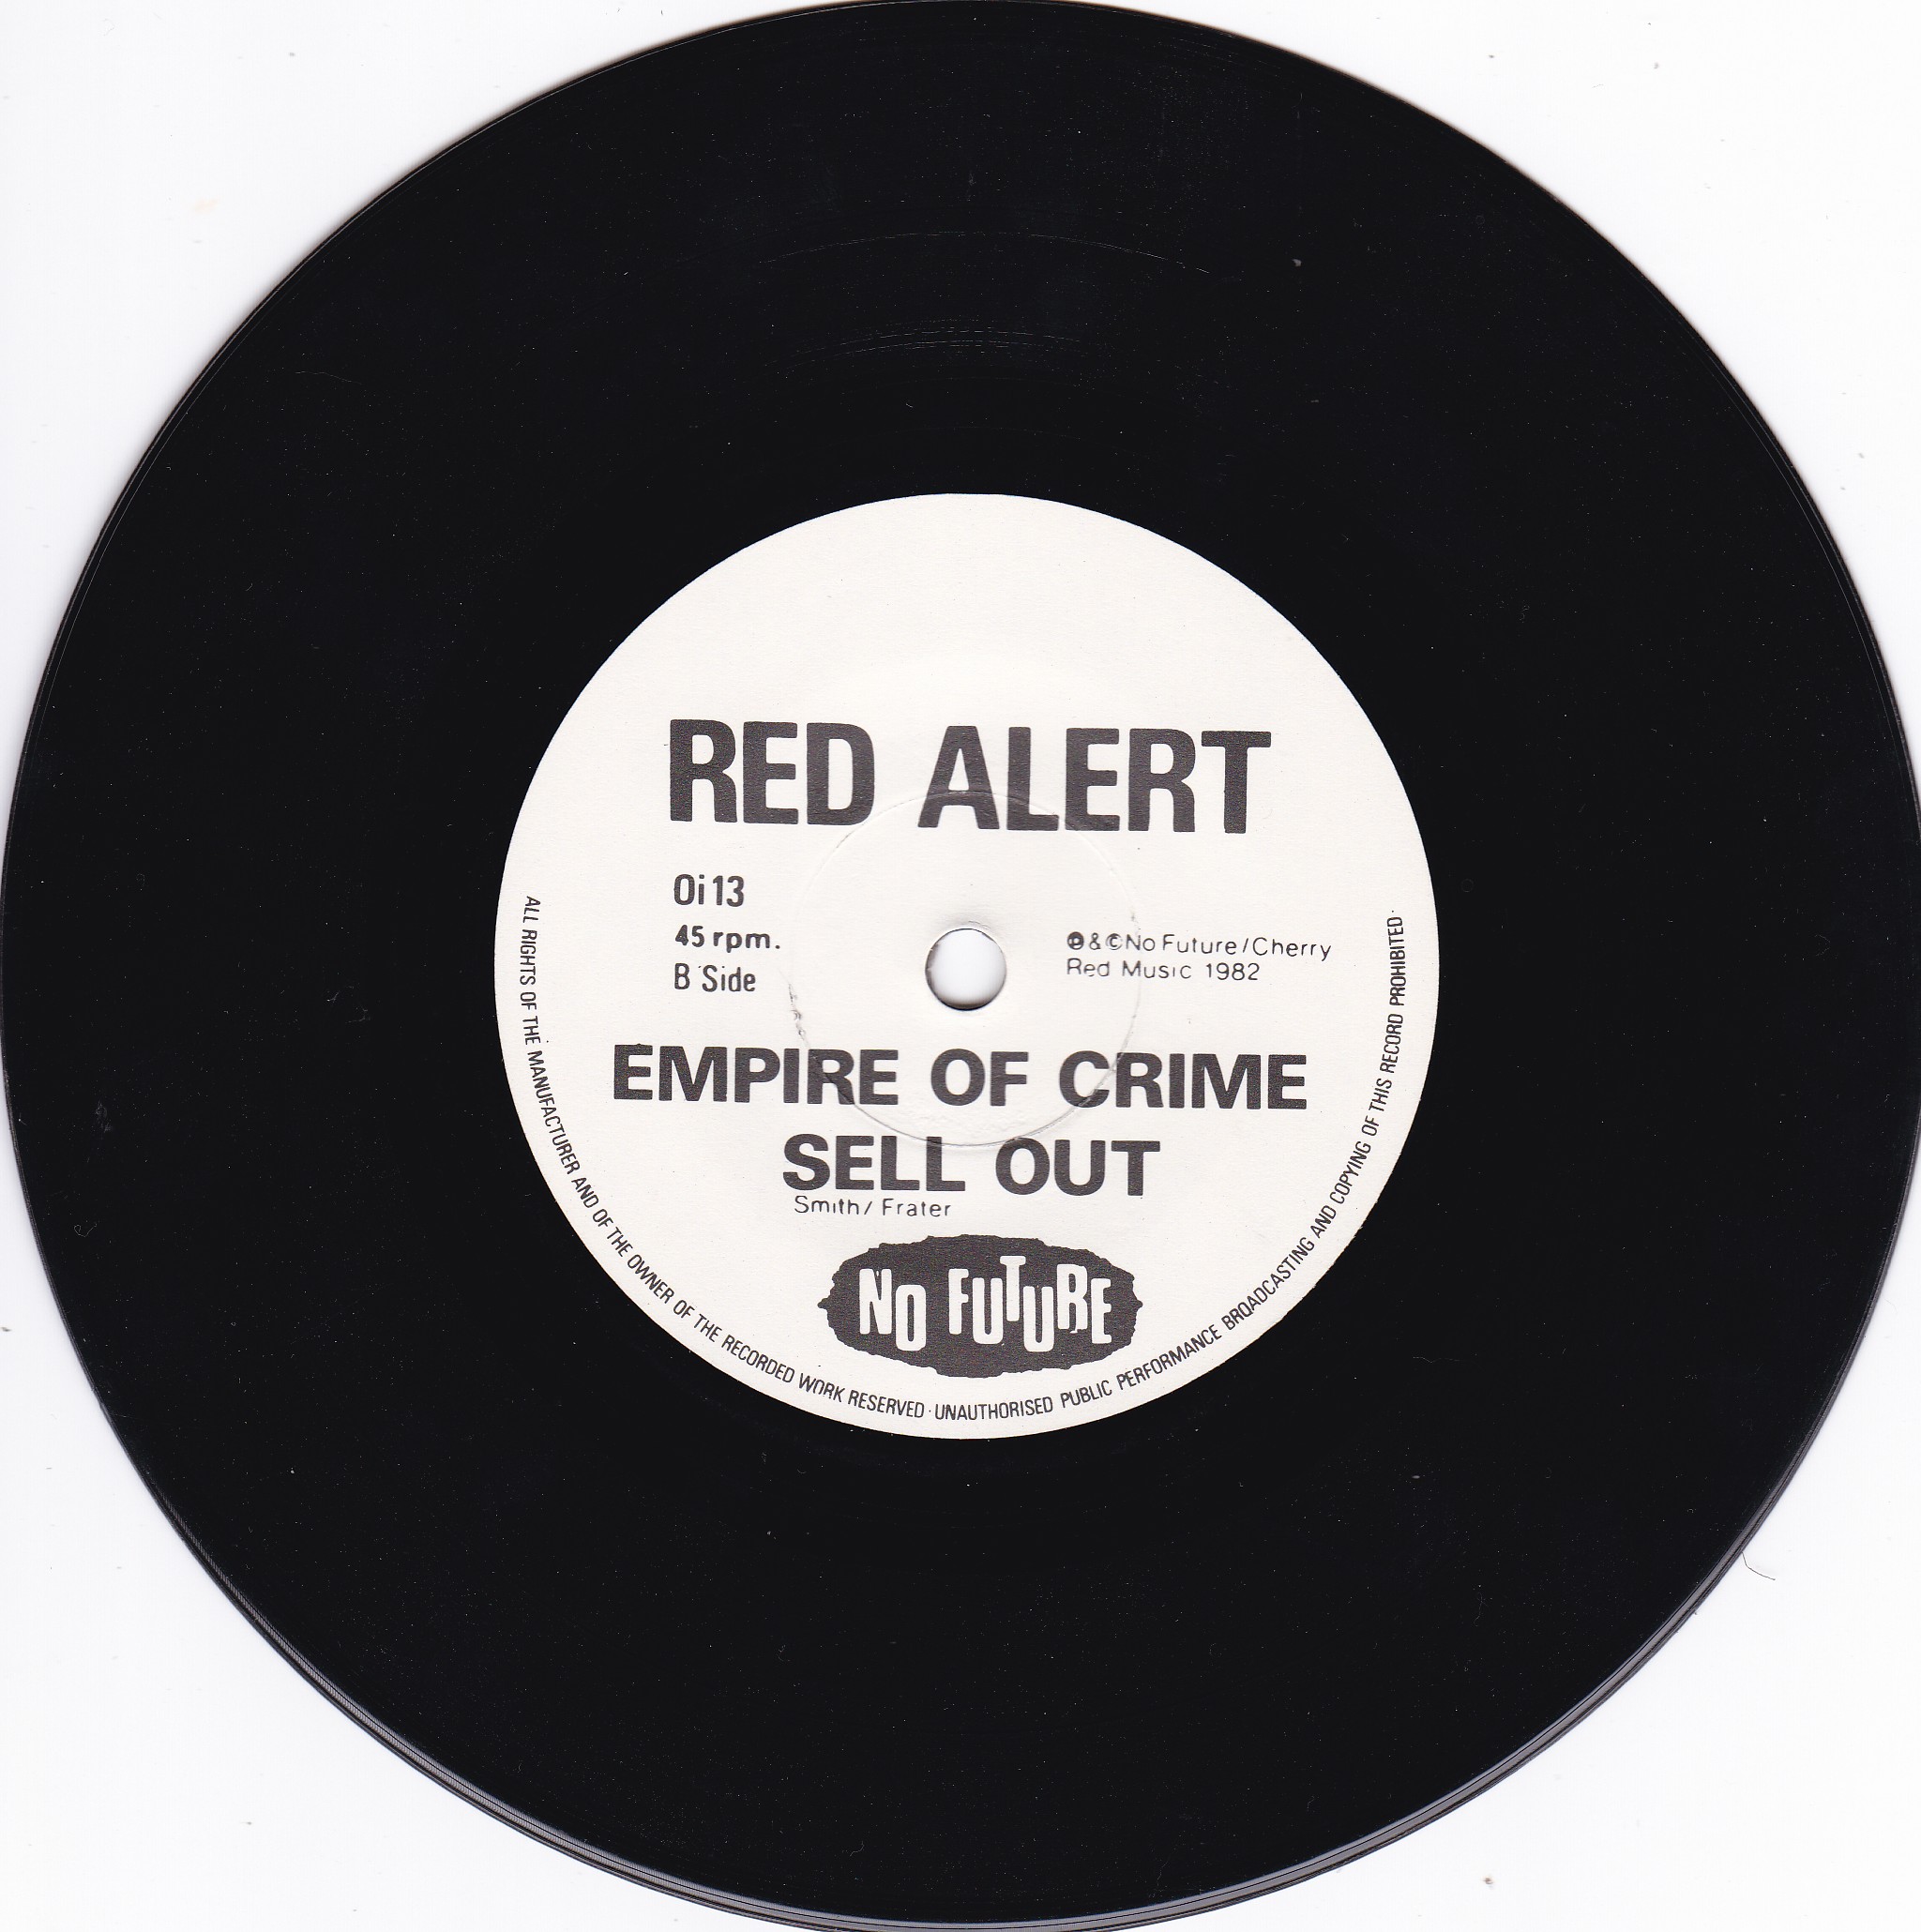 RED ALERT
Oi 13
45 rpm.
B Side
℗ & © No Future / Cherry
Red Music 1982
EMPIRE OF CRIME
SELL OUT
Smith / Frater
NO FUTURE
ALL RIGHTS OF THE MANUFACTURER AND OF THE OWNER OF THE RECORDED WORK RESERVED · UNAUTHORISED PUBLIC PERFORMANCE BROADCASTING AND COPYING OF THIS RECORD PROHIBITED ·